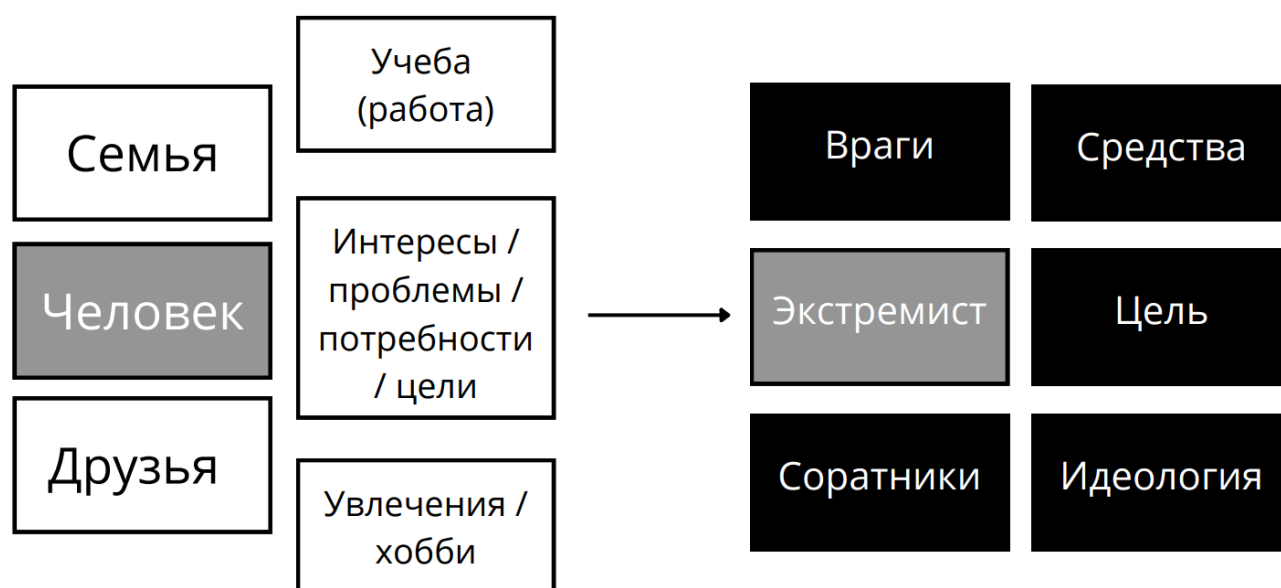 Семья
Человек
Друзья
Учеба
(работа)
Интересы /
проблемы /
потребности
/ цели
Увлечения /
хобби
Враги
Экстремист
Соратники
Средства
Цель
Идеология